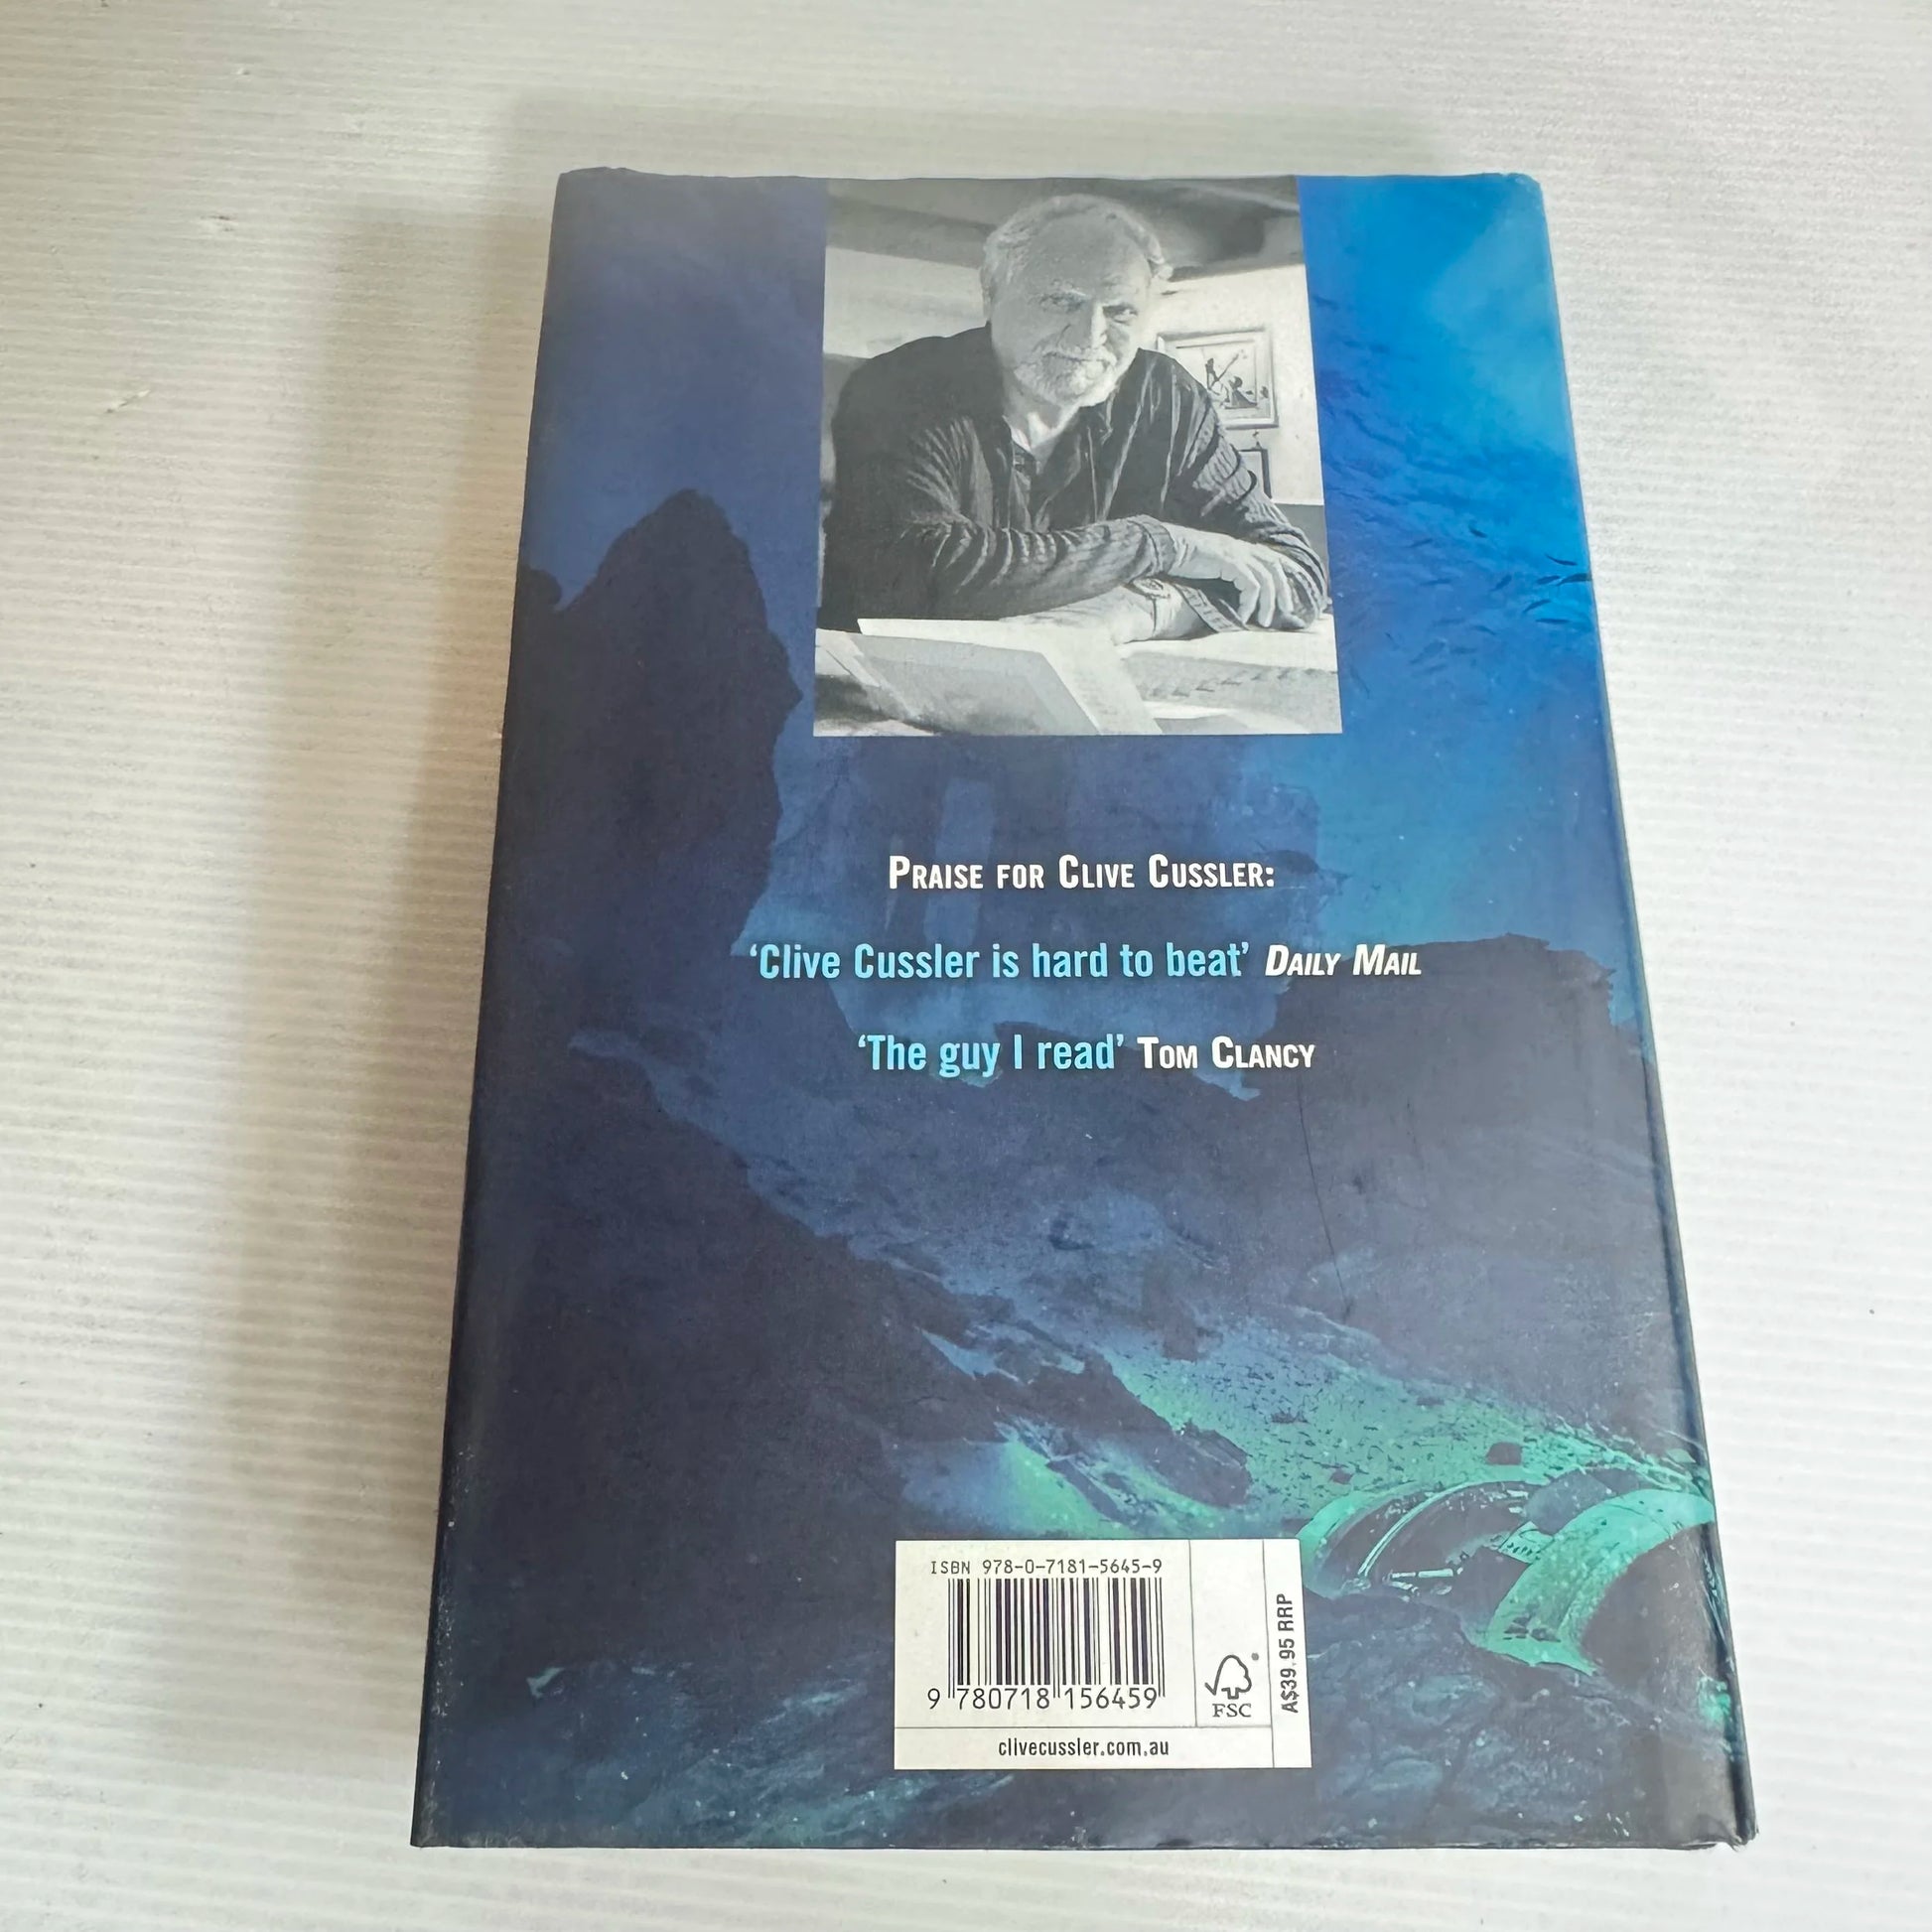 PRAISE FOR CLIVE CUSSLER:
‘Clive Cussler is hard to beat’ DAILY MAIL
‘The guy I read’ TOM CLANCY
ISBN 978-0-7181-5645-9
9 780718 156459
FSC
A$39.95 RRP
clivecussler.com.au